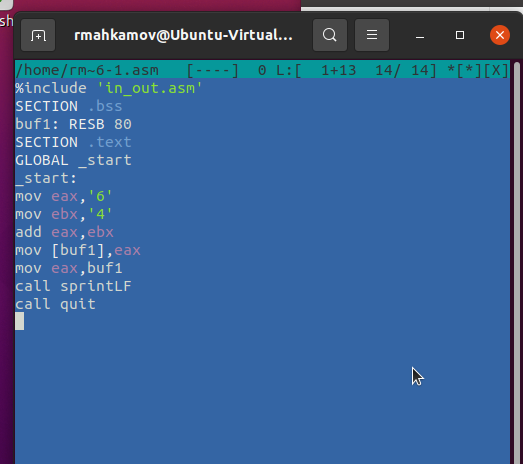 sh
rmahkamov@Ubuntu-Virtual...
/home/rm~6-1.asm [----] 0 L:[ 1+13 14/ 14] *[*][X]
%include 'in_out.asm'
SECTION .bss
buf1: RESB 80
SECTION .text
GLOBAL _start
_start:
mov eax,'6'
mov ebx,'4'
add eax,ebx
mov [buf1],eax
mov eax,buf1
call sprintLF
call quit